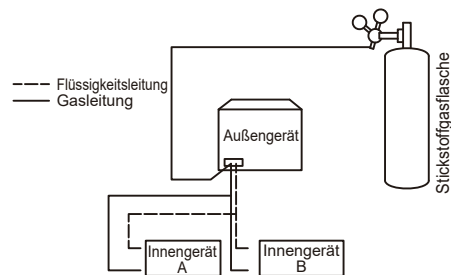 Flüssigkeitsleitung
Gasleitung
Außengerät
Stickstoffgasflasche
Innengerät
A
Innengerät
B